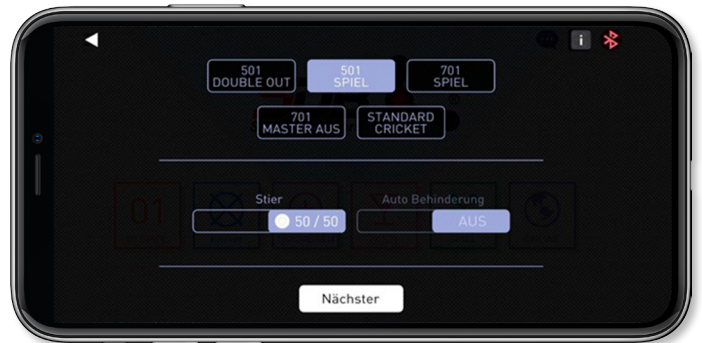 i
501
DOUBLE OUT
501
SPIEL
701
SPIEL
701
MASTER AUS
STANDARD
CRICKET
Stier
50 / 50
Auto Behinderung
AUS
01
Nächster